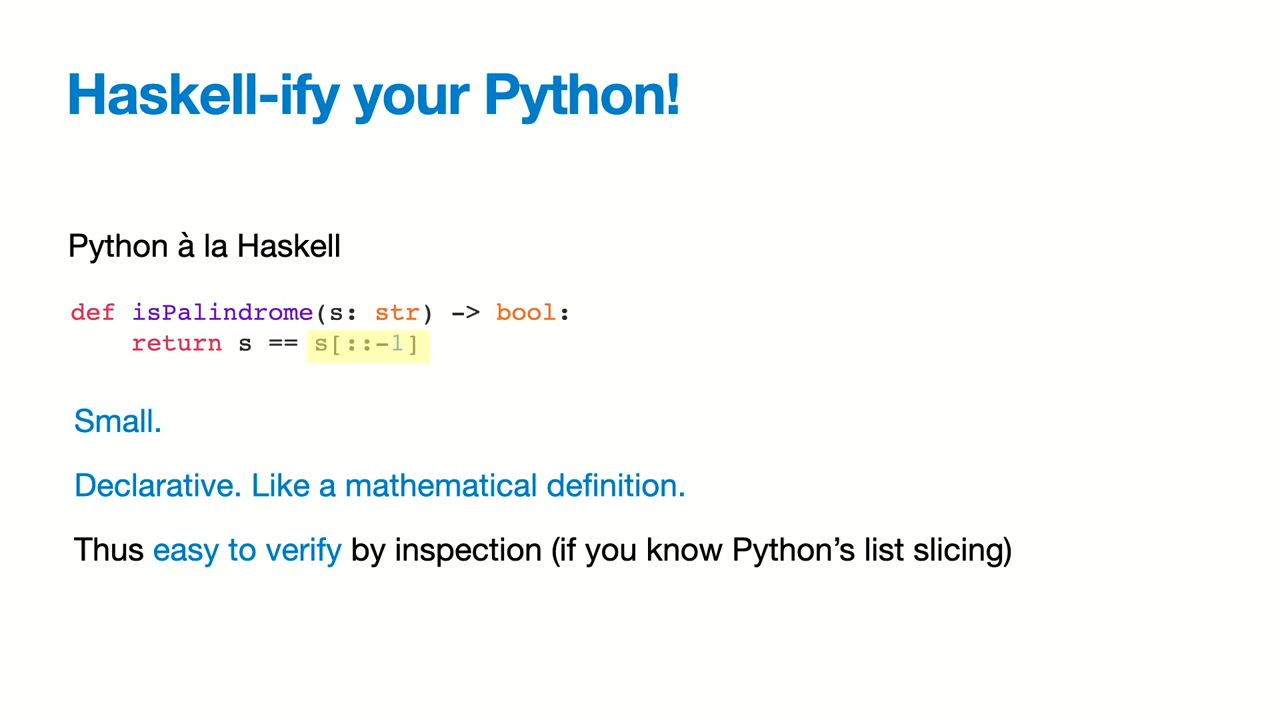 Haskell-ify your Python!
Python à la Haskell
def isPalindrome(s: str) -> bool:
    return s == s[::-1]
Small.
Declarative. Like a mathematical definition.
Thus easy to verify by inspection (if you know Python’s list slicing)